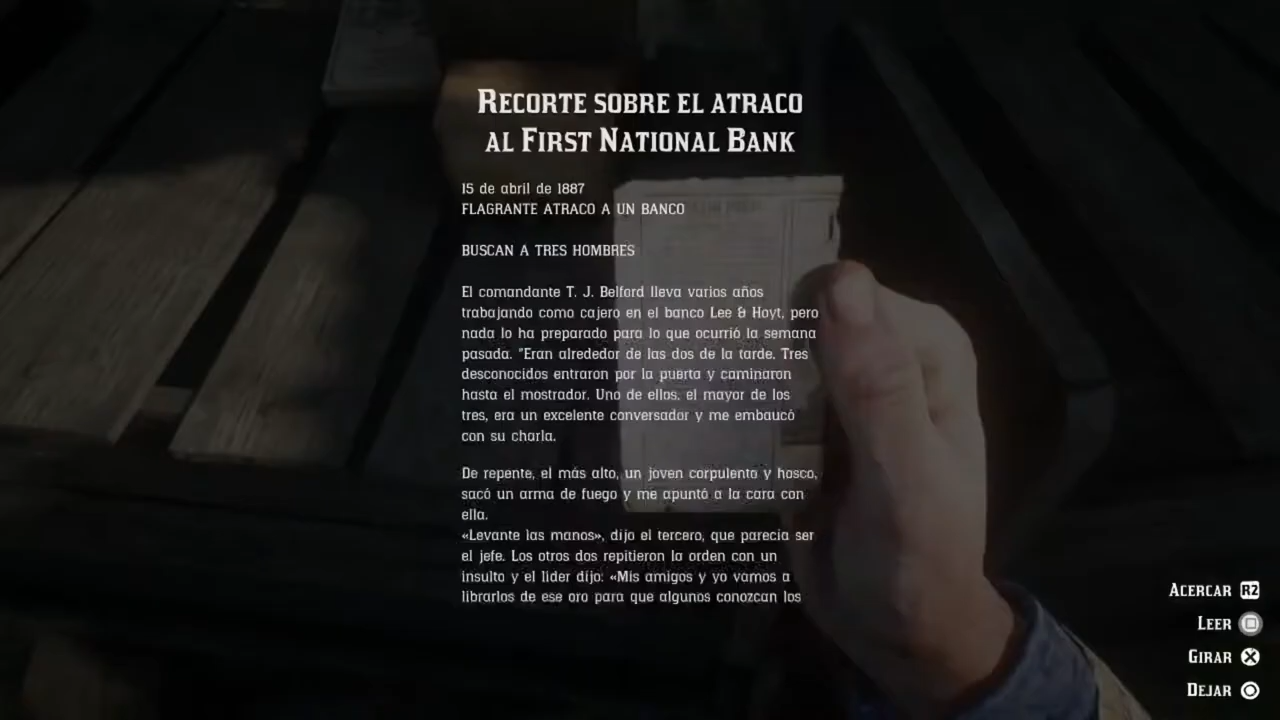 RECORTE SOBRE EL ATRACO
AL FIRST NATIONAL BANK
15 de abril de 1887
FLAGRANTE ATRACO A UN BANCO
BUSCAN A TRES HOMBRES
El comandante T. J. Belford lleva varios años
trabajando como cajero en el banco Lee & Hoyt, pero
nada lo ha preparado para lo que ocurrió la semana
pasada. "Eran alrededor de las dos de la tarde. Tres
desconocidos entraron por la puerta y caminaron
hasta el mostrador. Uno de ellos, el mayor de los
tres, era un excelente conversador y me embaucó
con su charla.
De repente, el más alto, un joven corpulento y hosco,
sacó un arma de fuego y me apuntó a la cara con
ella.
«Levante las manos», dijo el tercero, que parecía ser
el jefe. Los otros dos repitieron la orden con un
insulto y el líder dijo: «Mis amigos y yo vamos a
librarlos de ese oro para que algunos conozcan los
ACERCAR R2
LEER
GIRAR
DEJAR